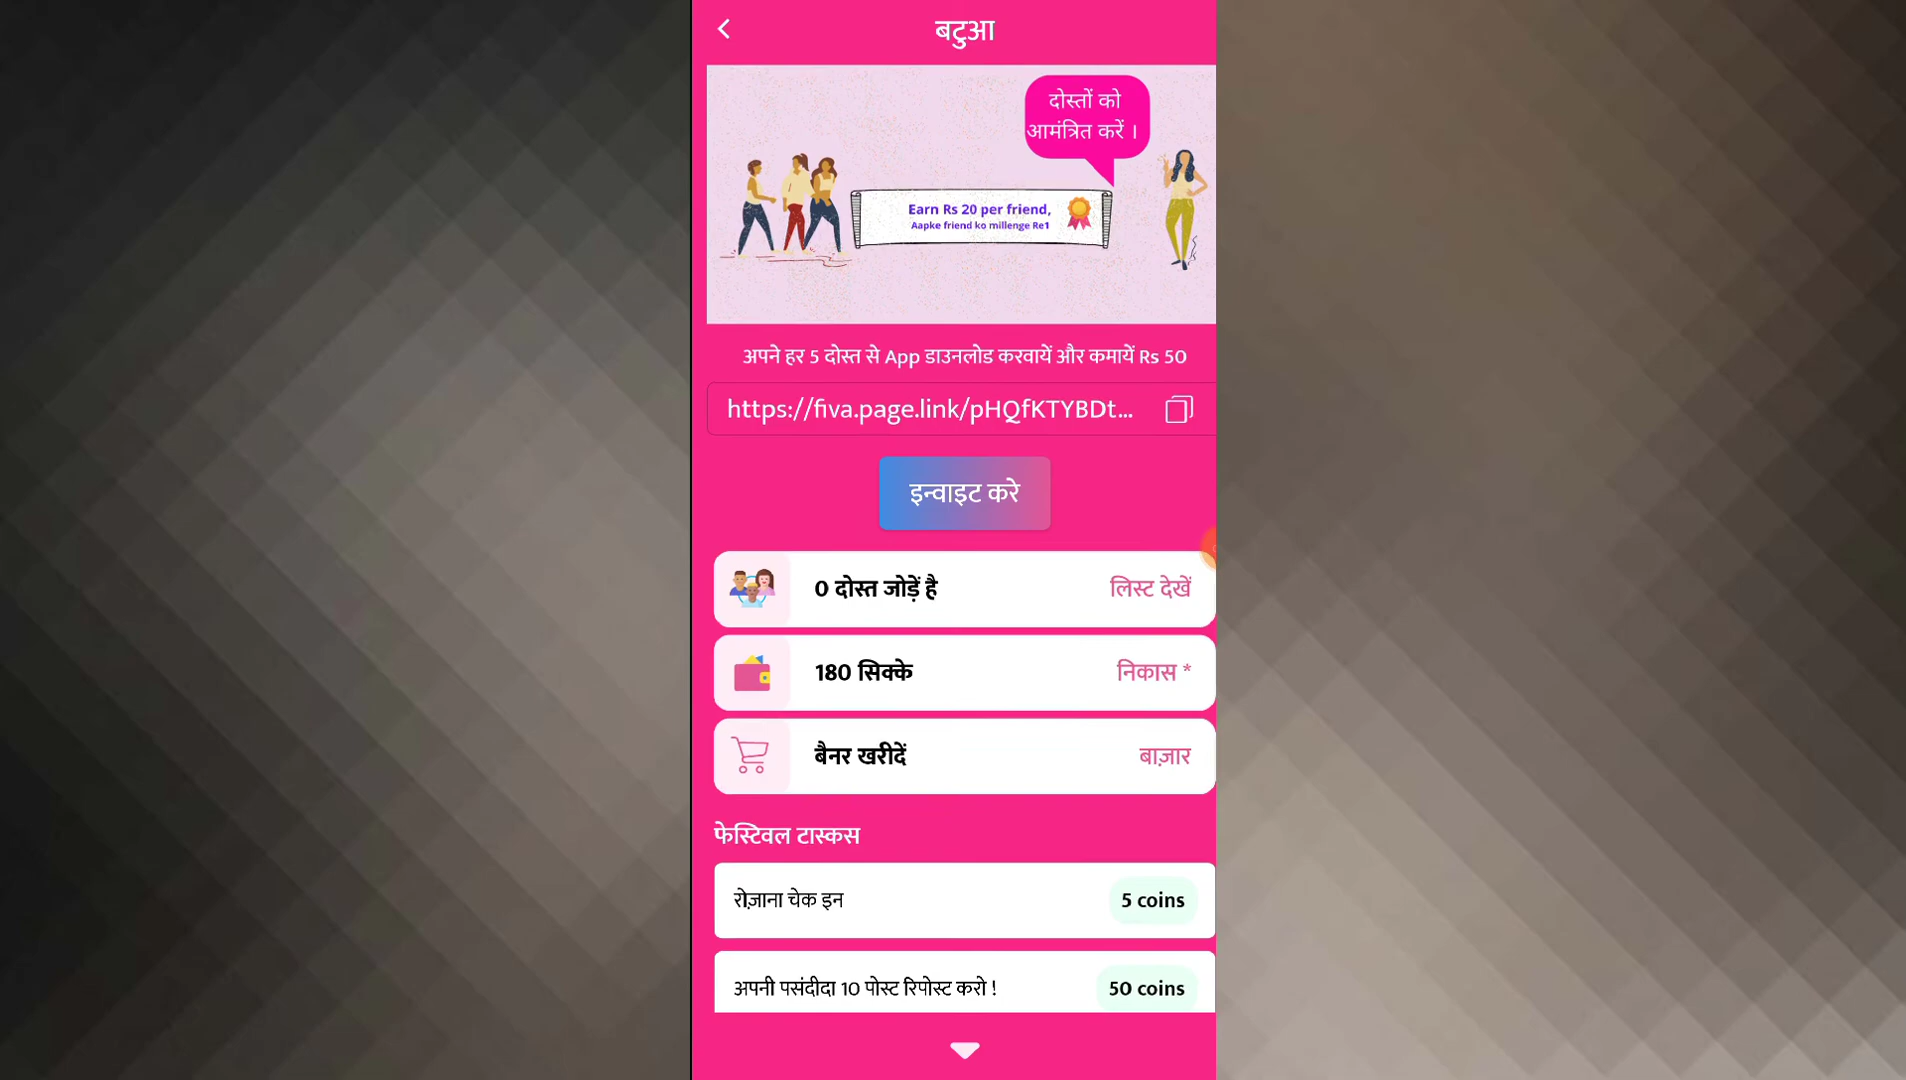 बटुआ
दोस्तों को
आमंत्रित करें ।
Earn Rs 20 per friend,
Aapke friend ko millenge Re1
अपने हर 5 दोस्त से App डाउनलोड करवायें और कमायें Rs 50
https://fiva.page.link/pHQfKTYBDt...
इन्वाइट करे
0 दोस्त जोड़ें है लिस्ट देखें
180 सिक्के निकास *
बैनर खरीदें बाज़ार
फेस्टिवल टास्कस
रोज़ाना चेक इन 5 coins
अपनी पसंदीदा 10 पोस्ट रिपोस्ट करो ! 50 coins